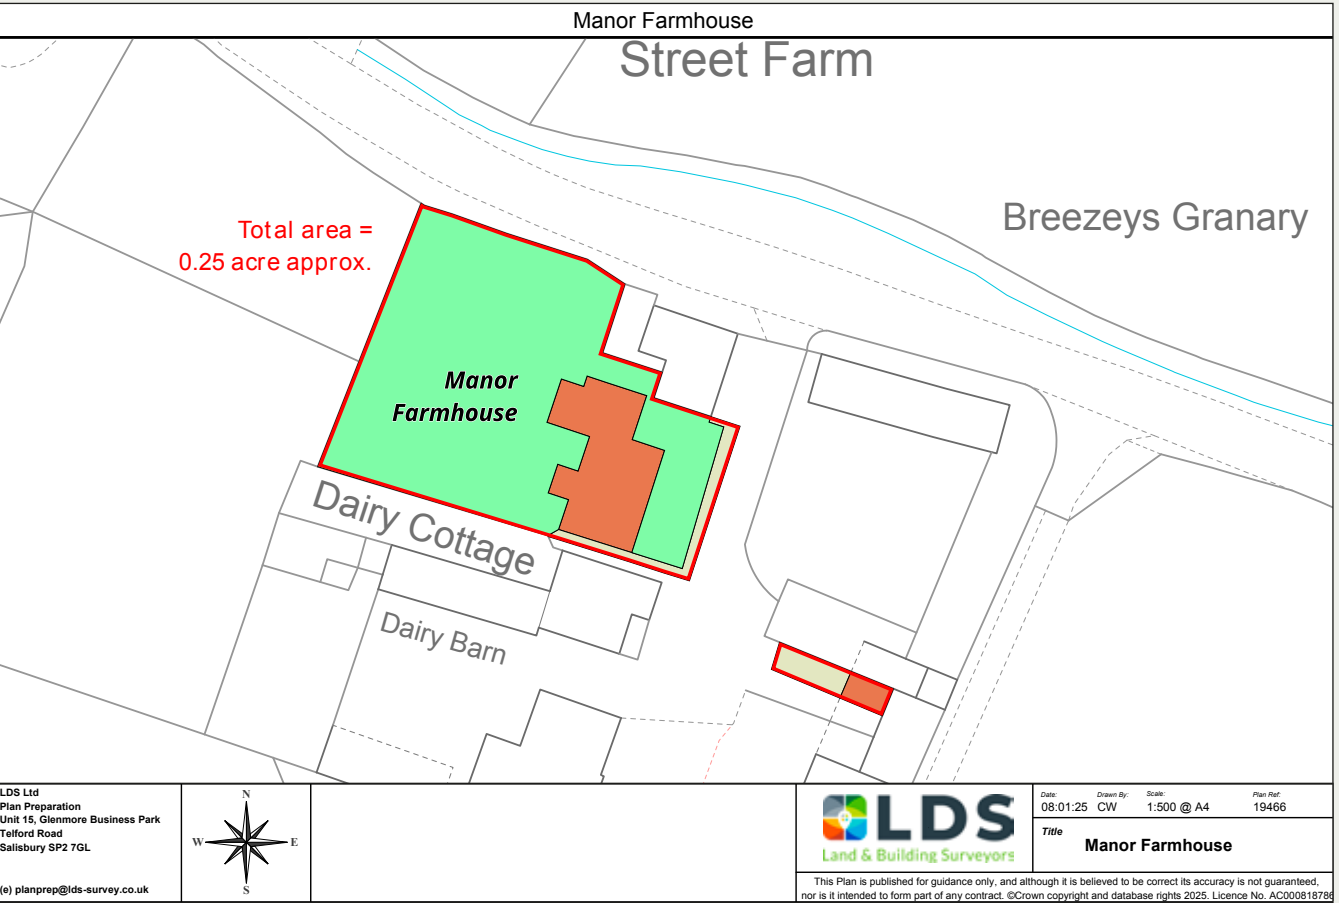 Manor Farmhouse
Street Farm
Breezeys Granary
Total area =
0.25 acre approx.
Manor
Farmhouse
Dairy Cottage
Dairy Barn
LDS Ltd
Plan Preparation
Unit 15, Glenmore Business Park
Telford Road
Salisbury SP2 7GL
(e) planprep@lds-survey.co.uk
N
W
E
S
LDS
Land & Building Surveyors
Date: Drawn By: Scale: Plan Ref:
08:01:25 CW 1:500 @ A4 19466
Title
Manor Farmhouse
This Plan is published for guidance only, and although it is believed to be correct its accuracy is not guaranteed,
nor is it intended to form part of any contract. ©Crown copyright and database rights 2025. Licence No. AC000818786